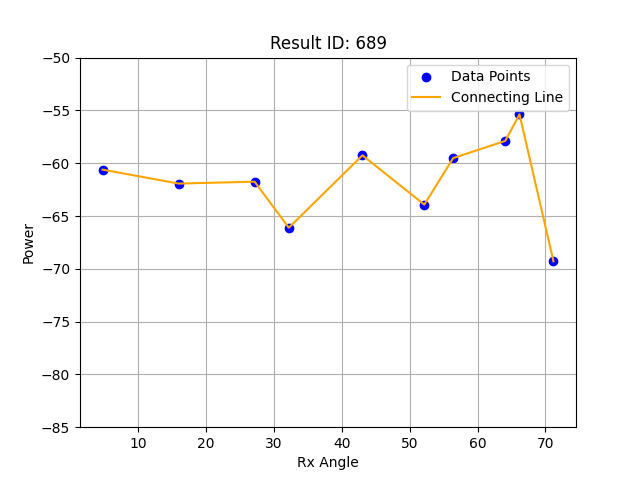 Result ID: 689
Data Points
Connecting Line
Power
−50
−55
−60
−65
−70
−75
−80
−85
10 20 30 40 50 60 70
Rx Angle